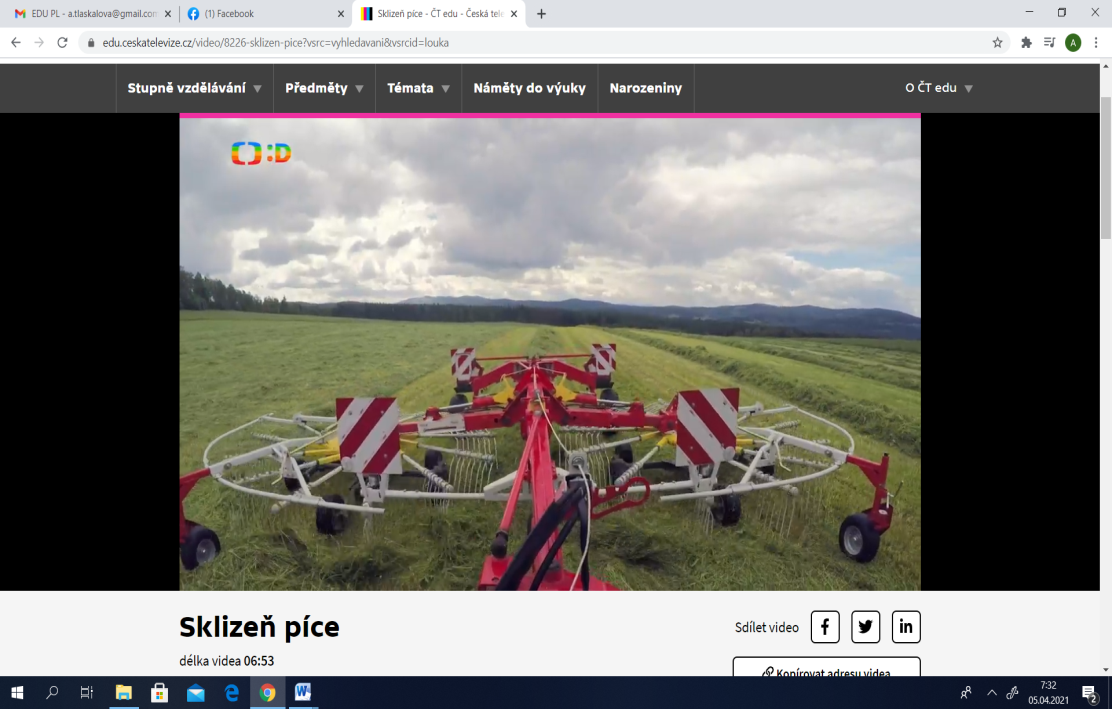 EDU PL - a.tlaskalova@gmail.com
(1) Facebook
Sklizeň píce - ČT edu - Česká tele
edu.ceskatelevize.cz/video/8226-sklizen-pice?vsrc=vyhledavani&vsrcid=louka
A
Stupně vzdělávání
Předměty
Témata
Náměty do výuky
Narozeniny
O ČT edu
:D
Sklizeň píce
Sdílet video
délka videa 06:53
Kopírovat adresu videa
7:32
05.04.2021
2